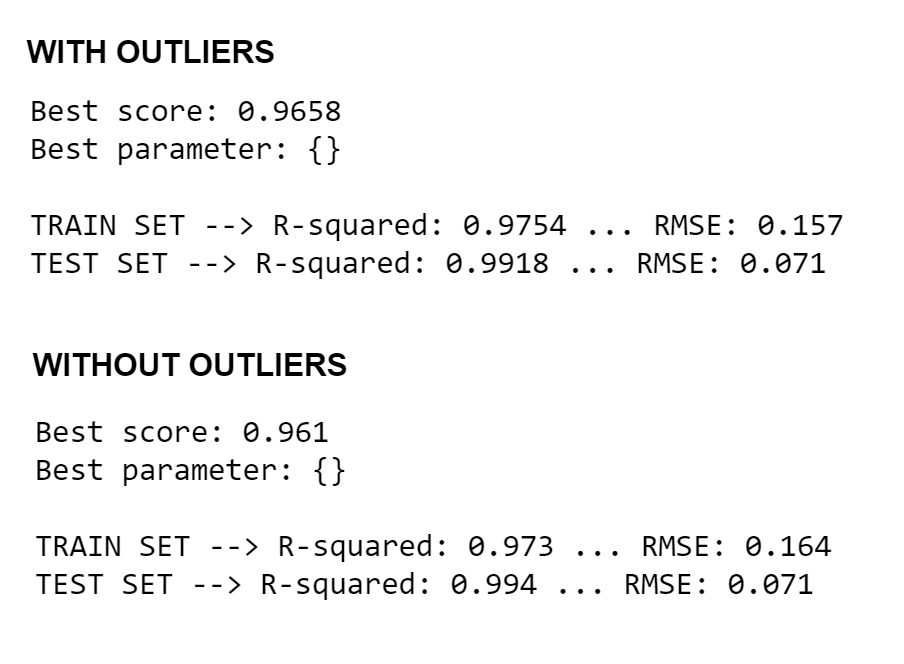 WITH OUTLIERS
Best score: 0.9658
Best parameter: {}
TRAIN SET --> R-squared: 0.9754 ... RMSE: 0.157
TEST SET --> R-squared: 0.9918 ... RMSE: 0.071
WITHOUT OUTLIERS
Best score: 0.961
Best parameter: {}
TRAIN SET --> R-squared: 0.973 ... RMSE: 0.164
TEST SET --> R-squared: 0.994 ... RMSE: 0.071